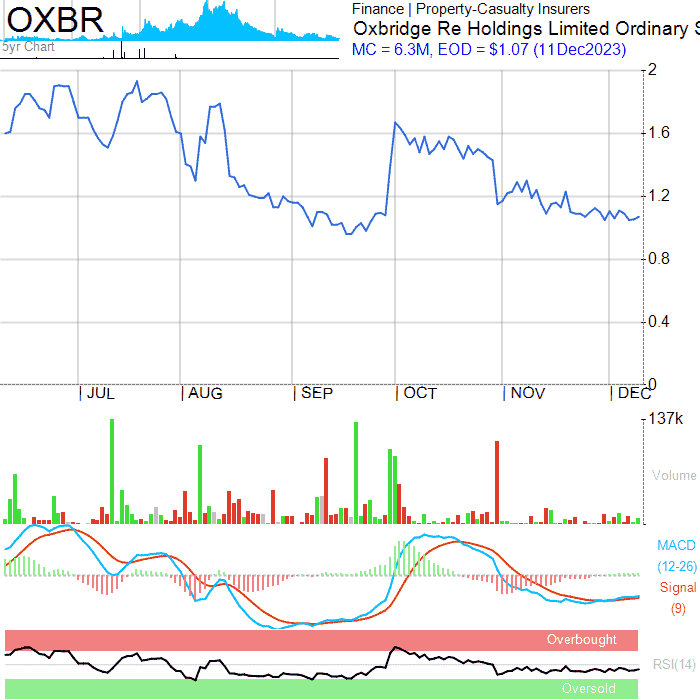 OXBR
5yr Chart
Finance | Property-Casualty Insurers
Oxbridge Re Holdings Limited Ordinary S
MC = 6.3M, EOD = $1.07 (11Dec2023)
2
1.6
1.2
0.8
0.4
0
| JUL | AUG | SEP | OCT | NOV | DEC
137k
Volume
MACD
(12-26)
Signal
(9)
Overbought
RSI(14)
Oversold